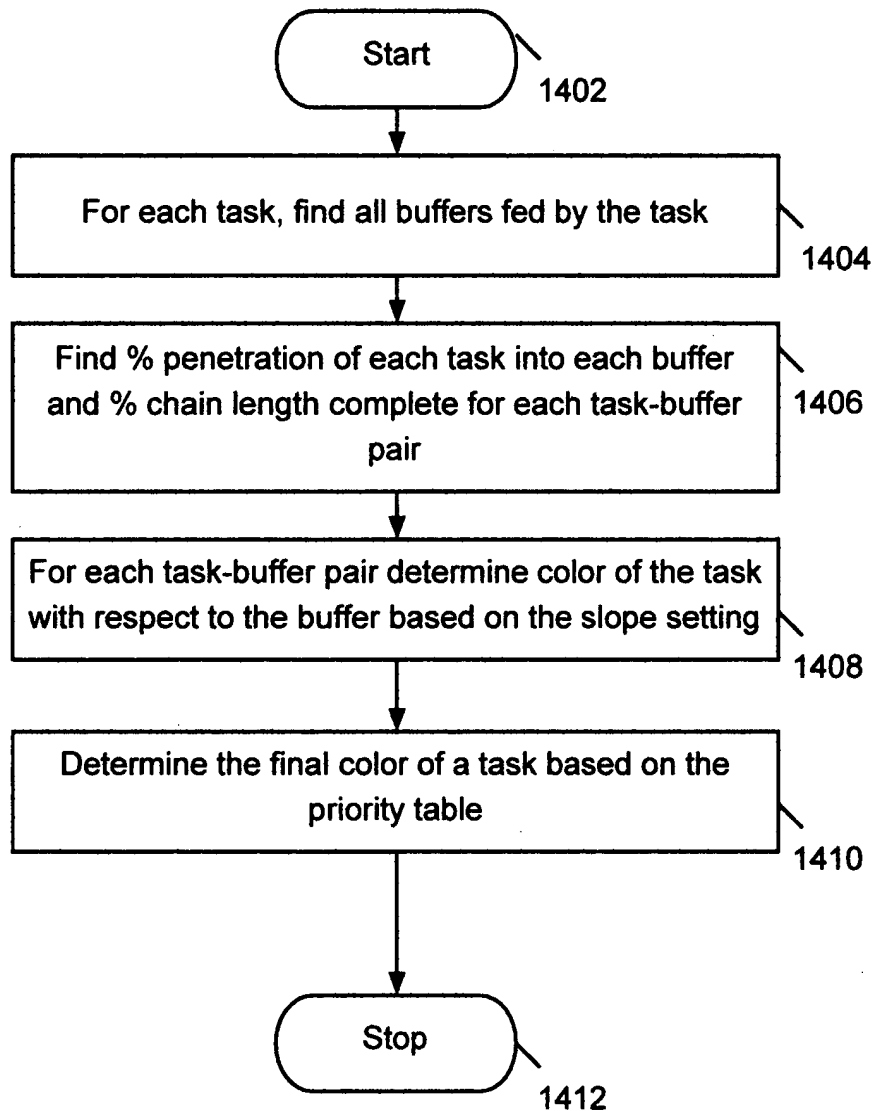 Start
1402
For each task, find all buffers fed by the task
1404
Find % penetration of each task into each buffer
and % chain length complete for each task-buffer
pair
1406
For each task-buffer pair determine color of the task
with respect to the buffer based on the slope setting
1408
Determine the final color of a task based on the
priority table
1410
Stop
1412